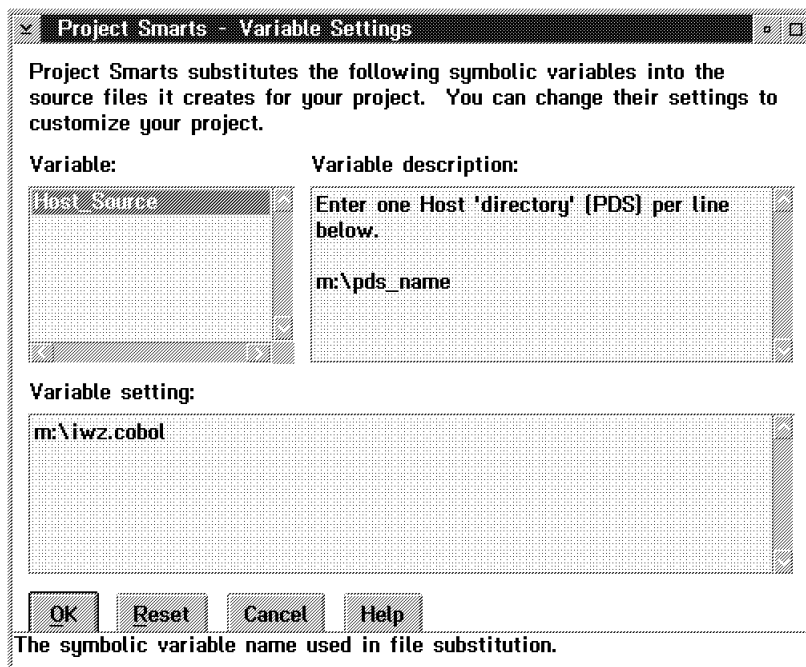 Project Smarts - Variable Settings
Project Smarts substitutes the following symbolic variables into the
source files it creates for your project. You can change their settings to
customize your project.
Variable:
Variable description:
Host_Source
Enter one Host 'directory' (PDS) per line
below.
m:\pds_name
Variable setting:
m:\iwz.cobol
OK
Reset
Cancel
Help
The symbolic variable name used in file substitution.